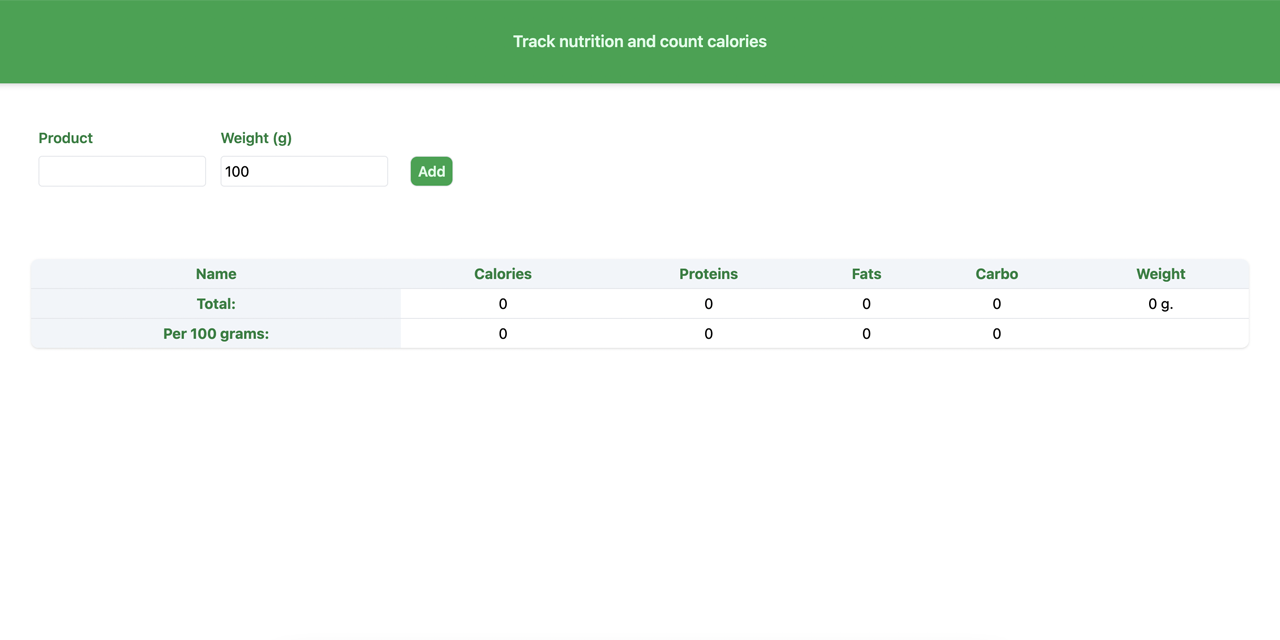 Track nutrition and count calories
Product Weight (g)
100 Add
Name Calories Proteins Fats Carbo Weight
Total: 0 0 0 0 0 g.
Per 100 grams: 0 0 0 0